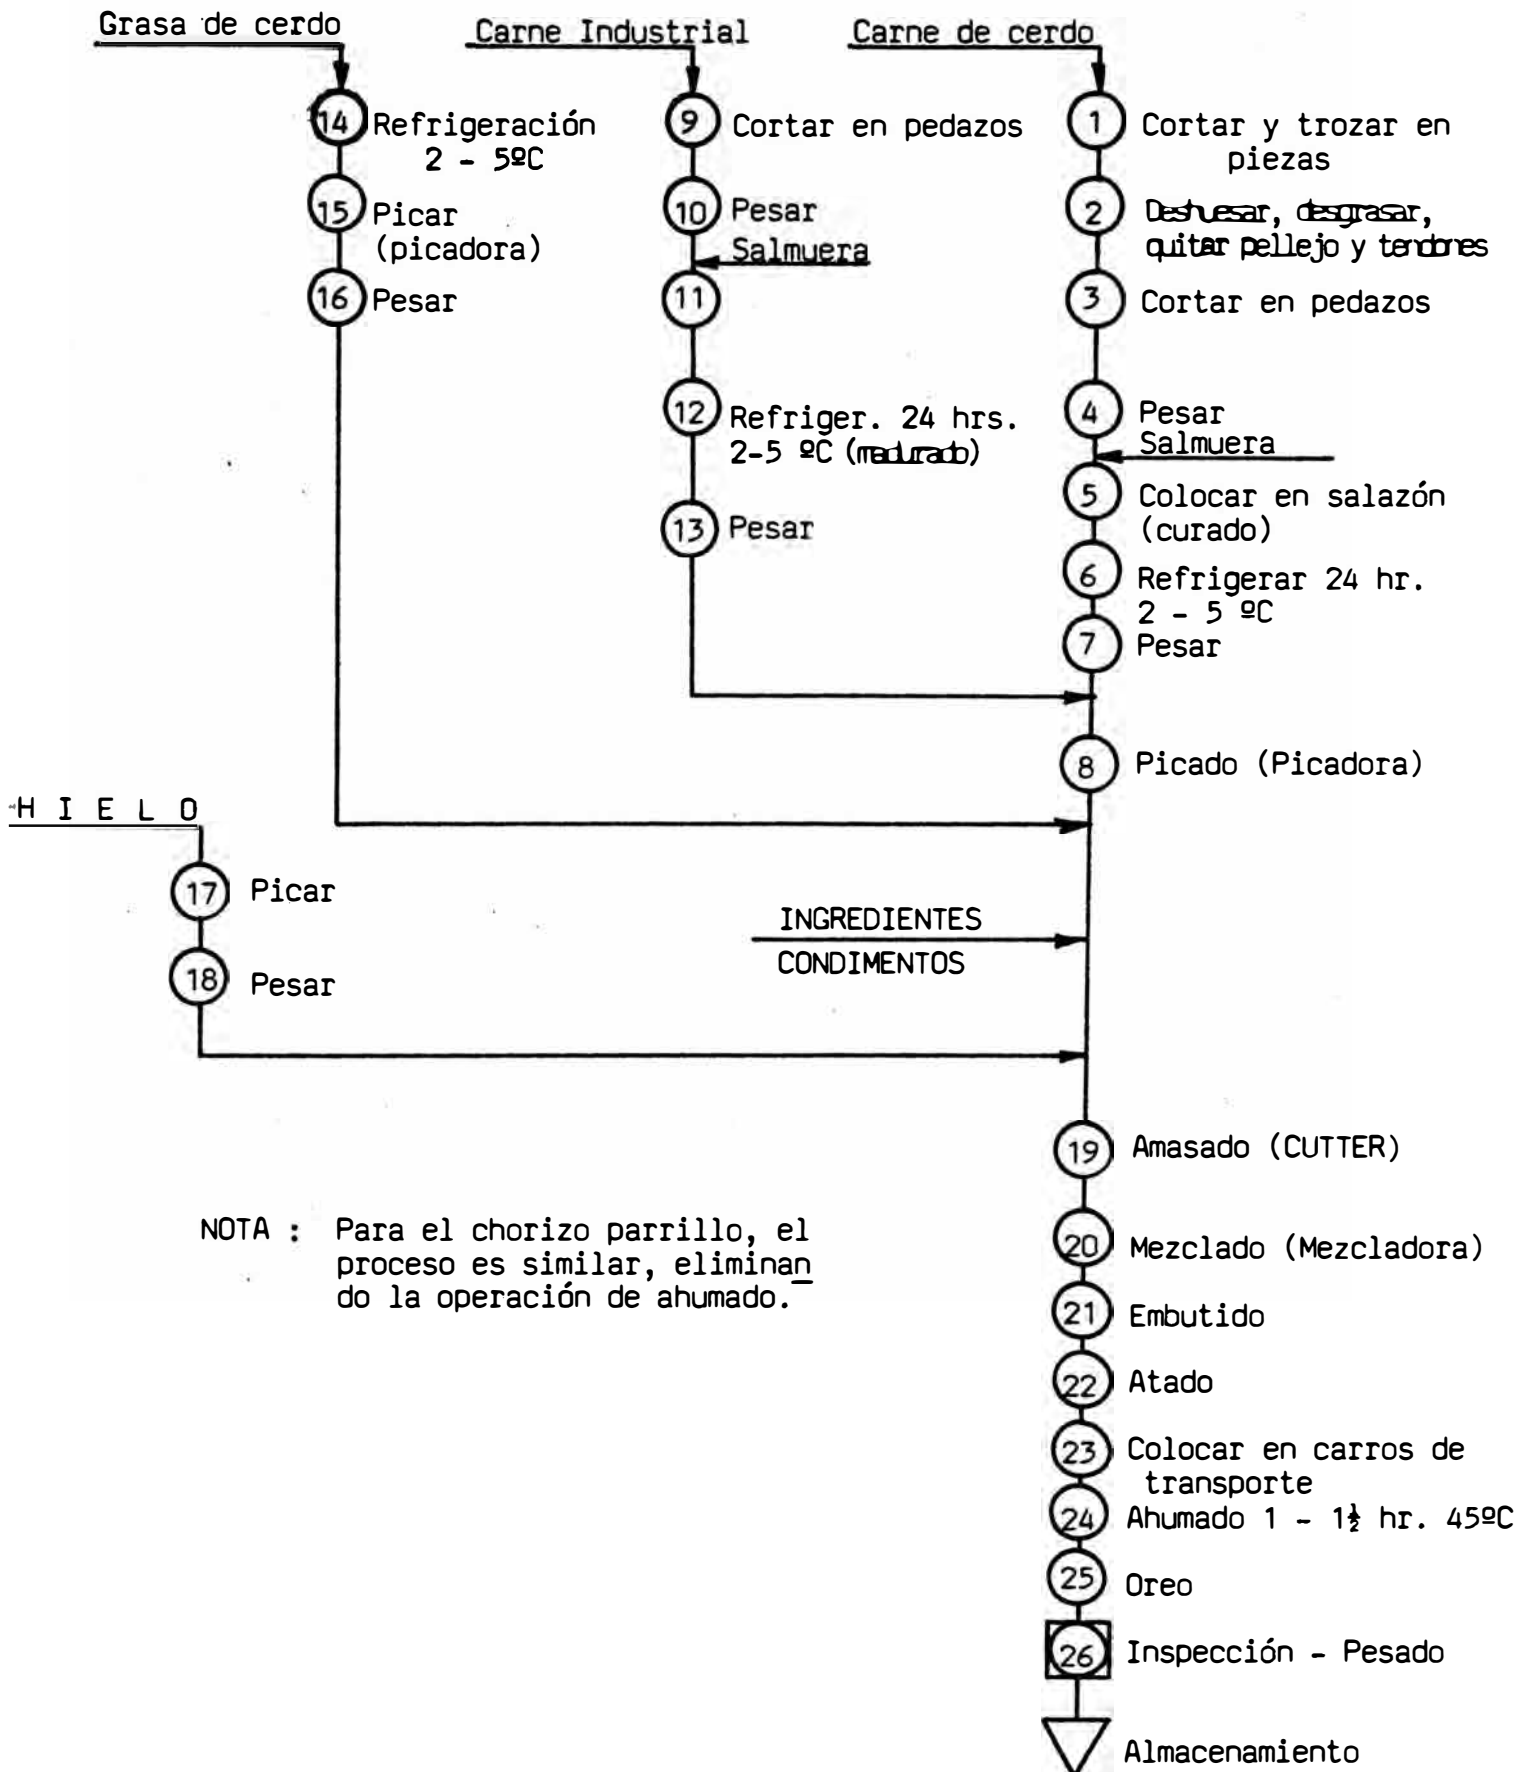 Grasa de cerdo
14 Refrigeración
2 - 5ºC
15 Picar
(picadora)
16 Pesar
Carne Industrial
9 Cortar en pedazos
10 Pesar
Salmuera
11
12 Refriger. 24 hrs.
2-5 ºC (madurado)
13 Pesar
Carne de cerdo
1 Cortar y trozar en
piezas
2 Deshuesar, desgrasar,
quitar pellejo y tendones
3 Cortar en pedazos
4 Pesar
Salmuera
5 Colocar en salazón
(curado)
6 Refrigerar 24 hr.
2 - 5 ºC
7 Pesar
8 Picado (Picadora)
H I E L O
17 Picar
18 Pesar
INGREDIENTES
CONDIMENTOS
19 Amasado (CUTTER)
20 Mezclado (Mezcladora)
21 Embutido
22 Atado
23 Colocar en carros de
transporte
24 Ahumado 1 - 1½ hr. 45ºC
25 Oreo
26 Inspección - Pesado
Almacenamiento
NOTA : Para el chorizo parrillo, el
proceso es similar, eliminan
do la operación de ahumado.